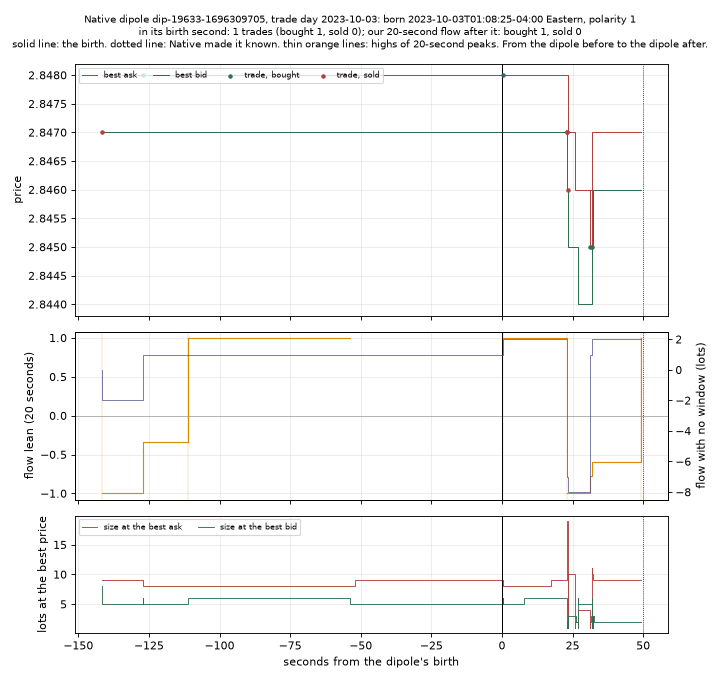 Native dipole dip-19633-1696309705, trade day 2023-10-03: born 2023-10-03T01:08:25-04:00 Eastern, polarity 1
in its birth second: 1 trades (bought 1, sold 0); our 20-second flow after it: bought 1, sold 0
solid line: the birth. dotted line: Native made it known. thin orange lines: highs of 20-second peaks. From the dipole before to the dipole after.
best ask
best bid
trade, bought
trade, sold
2.8480
2.8475
2.8470
2.8465
2.8460
2.8455
2.8450
2.8445
2.8440
price
1.0
0.5
0.0
−0.5
−1.0
flow lean (20 seconds)
2
0
−2
−4
−6
−8
flow with no window (lots)
size at the best ask
size at the best bid
15
10
5
lots at the best price
−150
−125
−100
−75
−50
−25
0
25
50
seconds from the dipole's birth